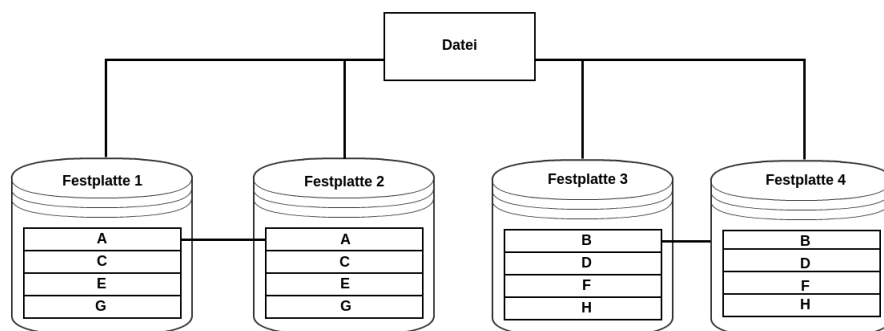 Datei
Festplatte 1
Festplatte 2
Festplatte 3
Festplatte 4
A
C
E
G
A
C
E
G
B
D
F
H
B
D
F
H